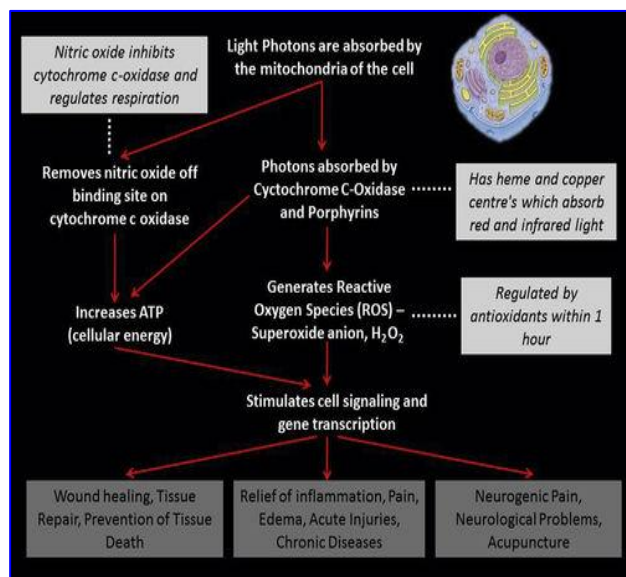 Nitric oxide inhibits
cytochrome c-oxidase and
regulates respiration
Light Photons are absorbed by
the mitochondria of the cell
Removes nitric oxide off
binding site on
cytochrome c oxidase
Photons absorbed by
Cyctochrome C-Oxidase
and Porphyrins
Has heme and copper
centre's which absorb
red and infrared light
Increases ATP
(cellular energy)
Generates Reactive
Oxygen Species (ROS) –
Superoxide anion, H₂O₂
Regulated by
antioxidants within 1
hour
Stimulates cell signaling and
gene transcription
Wound healing, Tissue
Repair, Prevention of Tissue
Death
Relief of inflammation, Pain,
Edema, Acute Injuries,
Chronic Diseases
Neurogenic Pain,
Neurological Problems,
Acupuncture